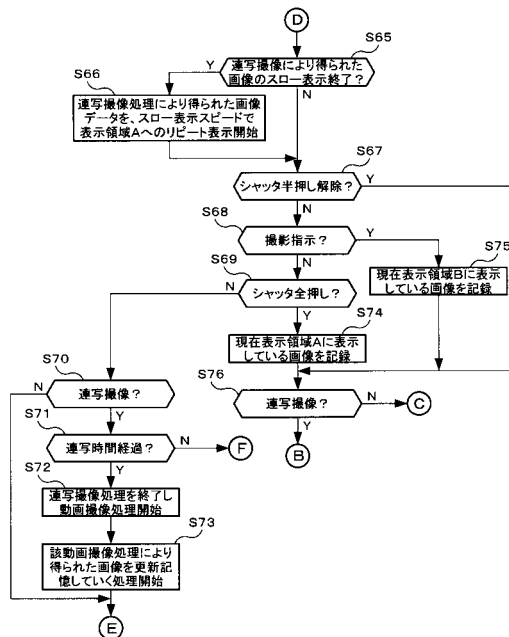 D
S65
連写撮像により得られた
画像のスロー表示終了？
Y
N
S66
連写撮像処理により得られた画像
データを、スロー表示スピードで
表示領域Aへのリピート表示開始
S67
シャッタ半押し解除？
Y
N
S68
撮影指示？
Y
N
S75
現在表示領域Bに表示
している画像を記録
S69
シャッタ全押し？
N
Y
S74
現在表示領域Aに表示
している画像を記録
S70
連写撮像？
N
Y
S76
連写撮像？
N
C
Y
B
S71
連写時間経過？
N
F
Y
S72
連写撮像処理を終了し
動画撮像処理開始
S73
該動画撮像処理により
得られた画像を更新記
憶していく処理開始
E